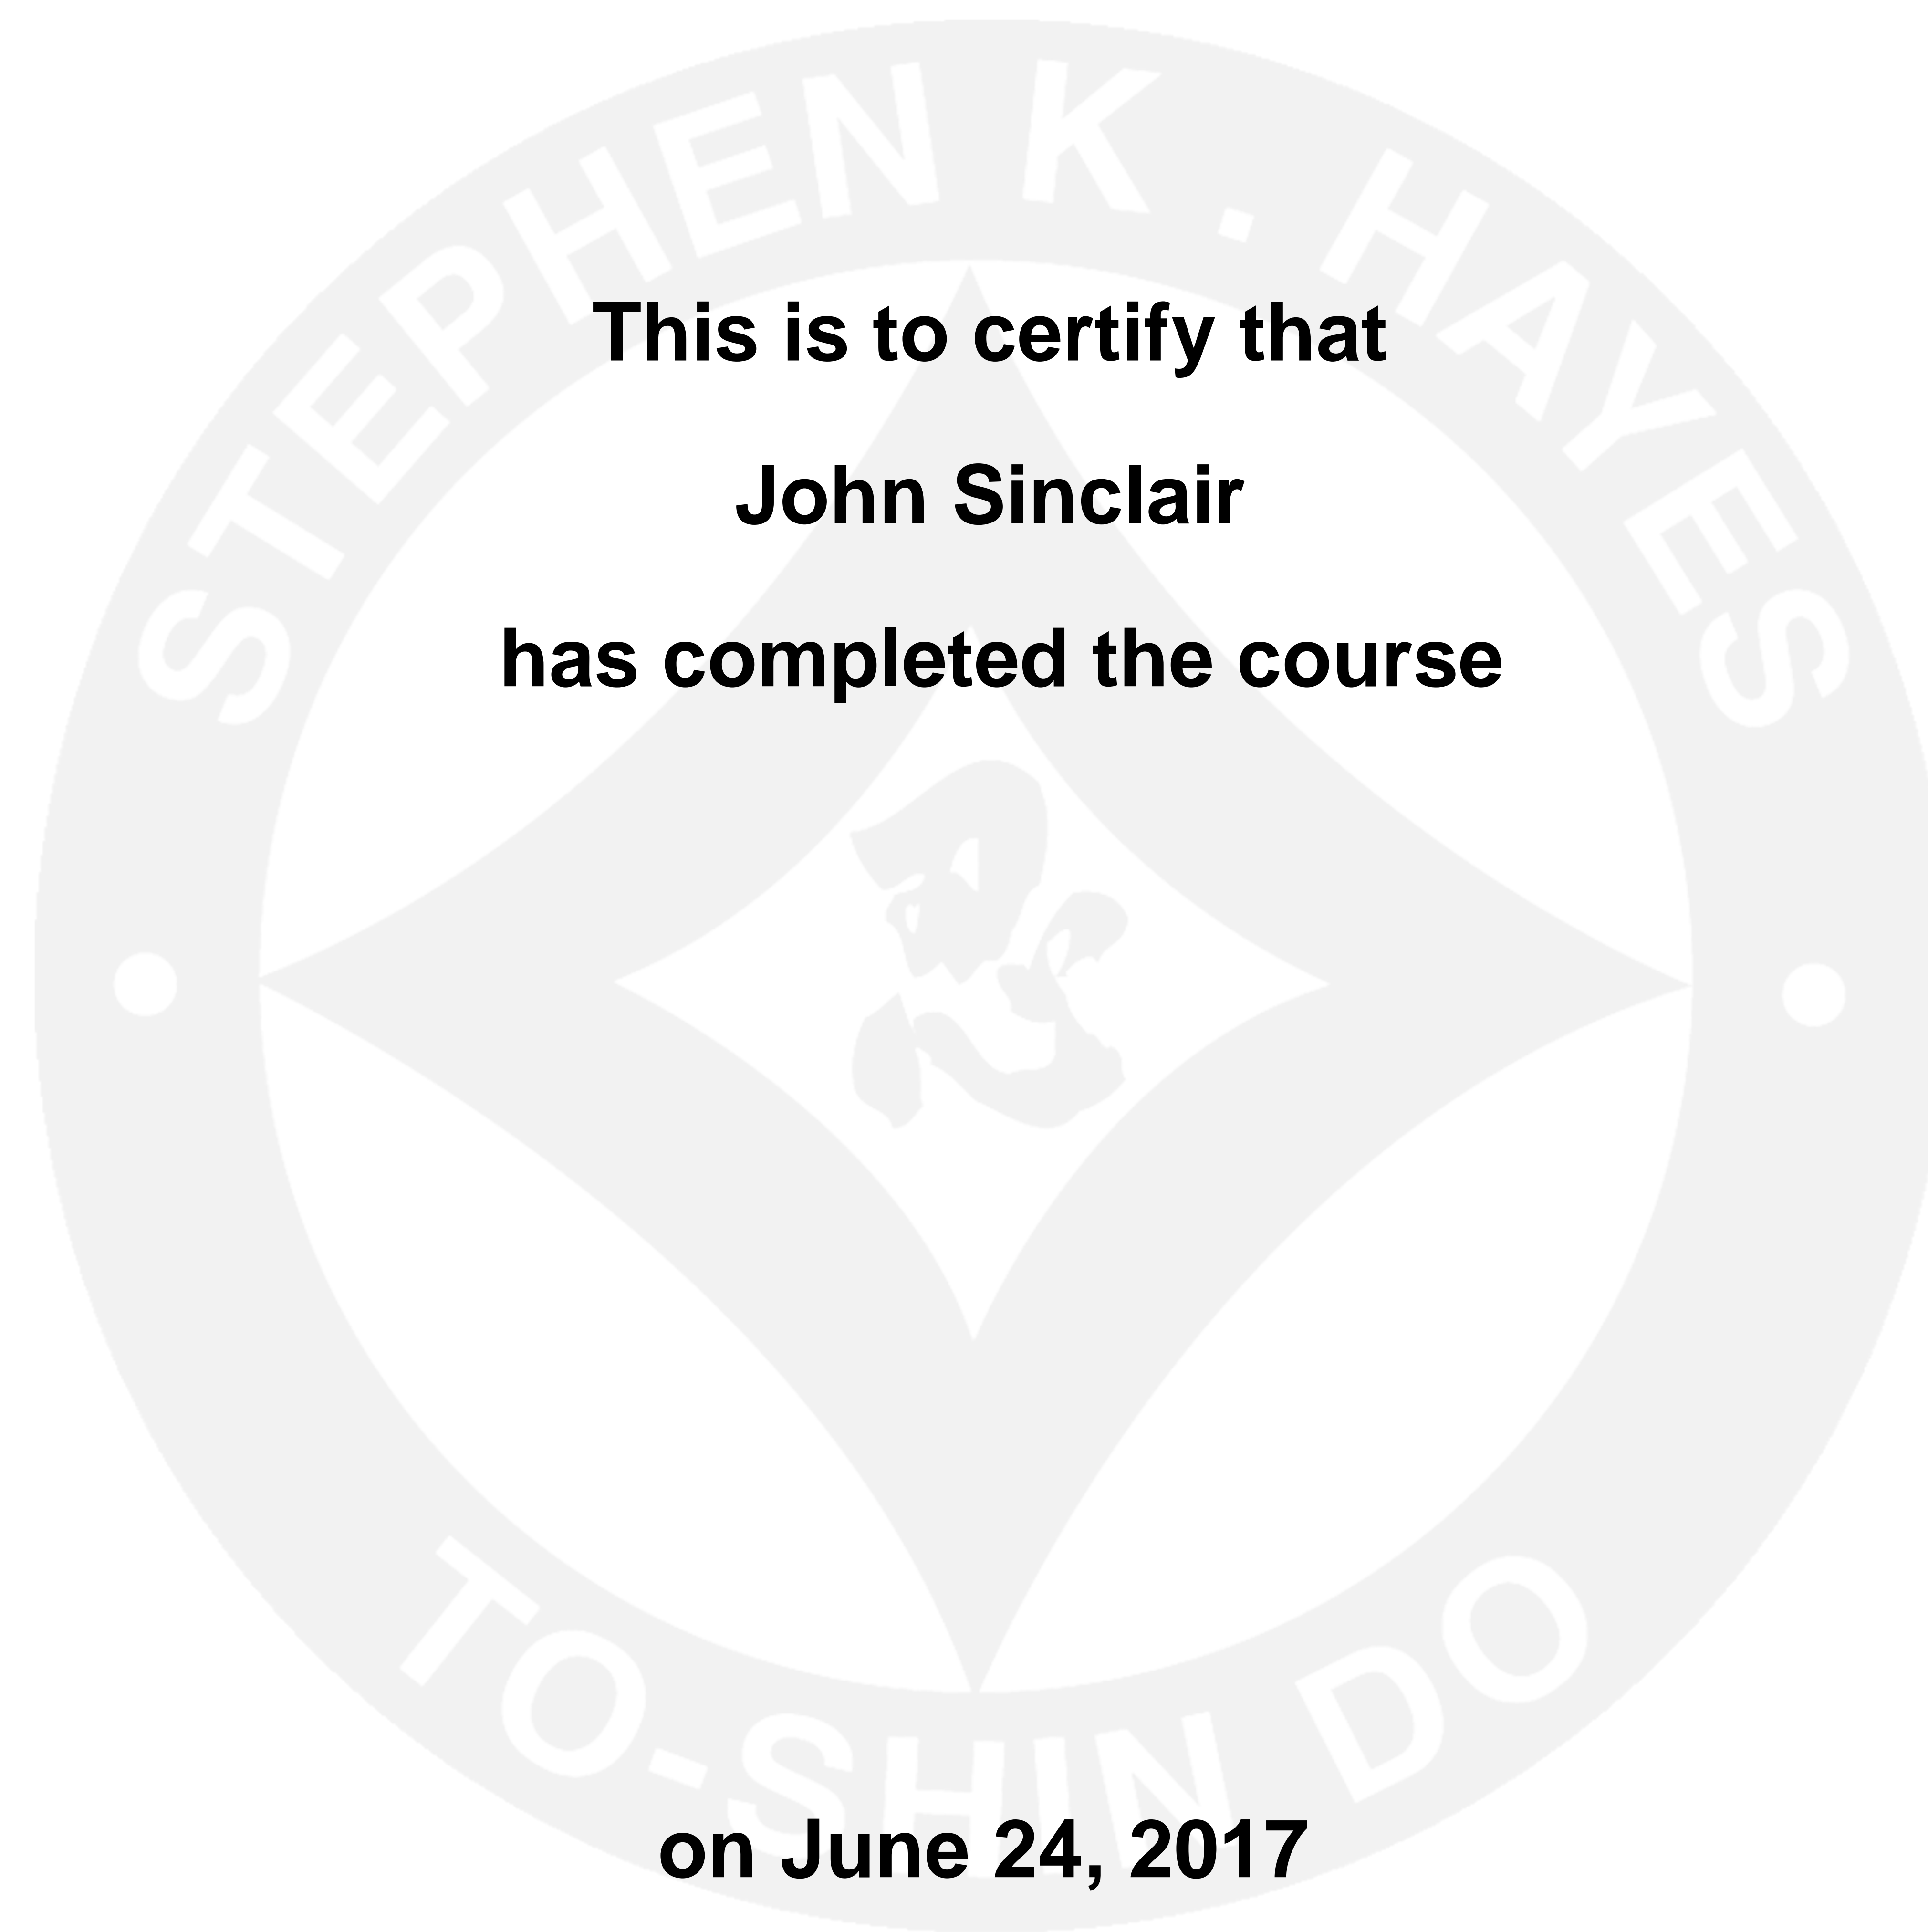 STEPHEN K. HAYES
This is to certify that
John Sinclair
has completed the course
忍
TO-SHIN DO
on June 24, 2017